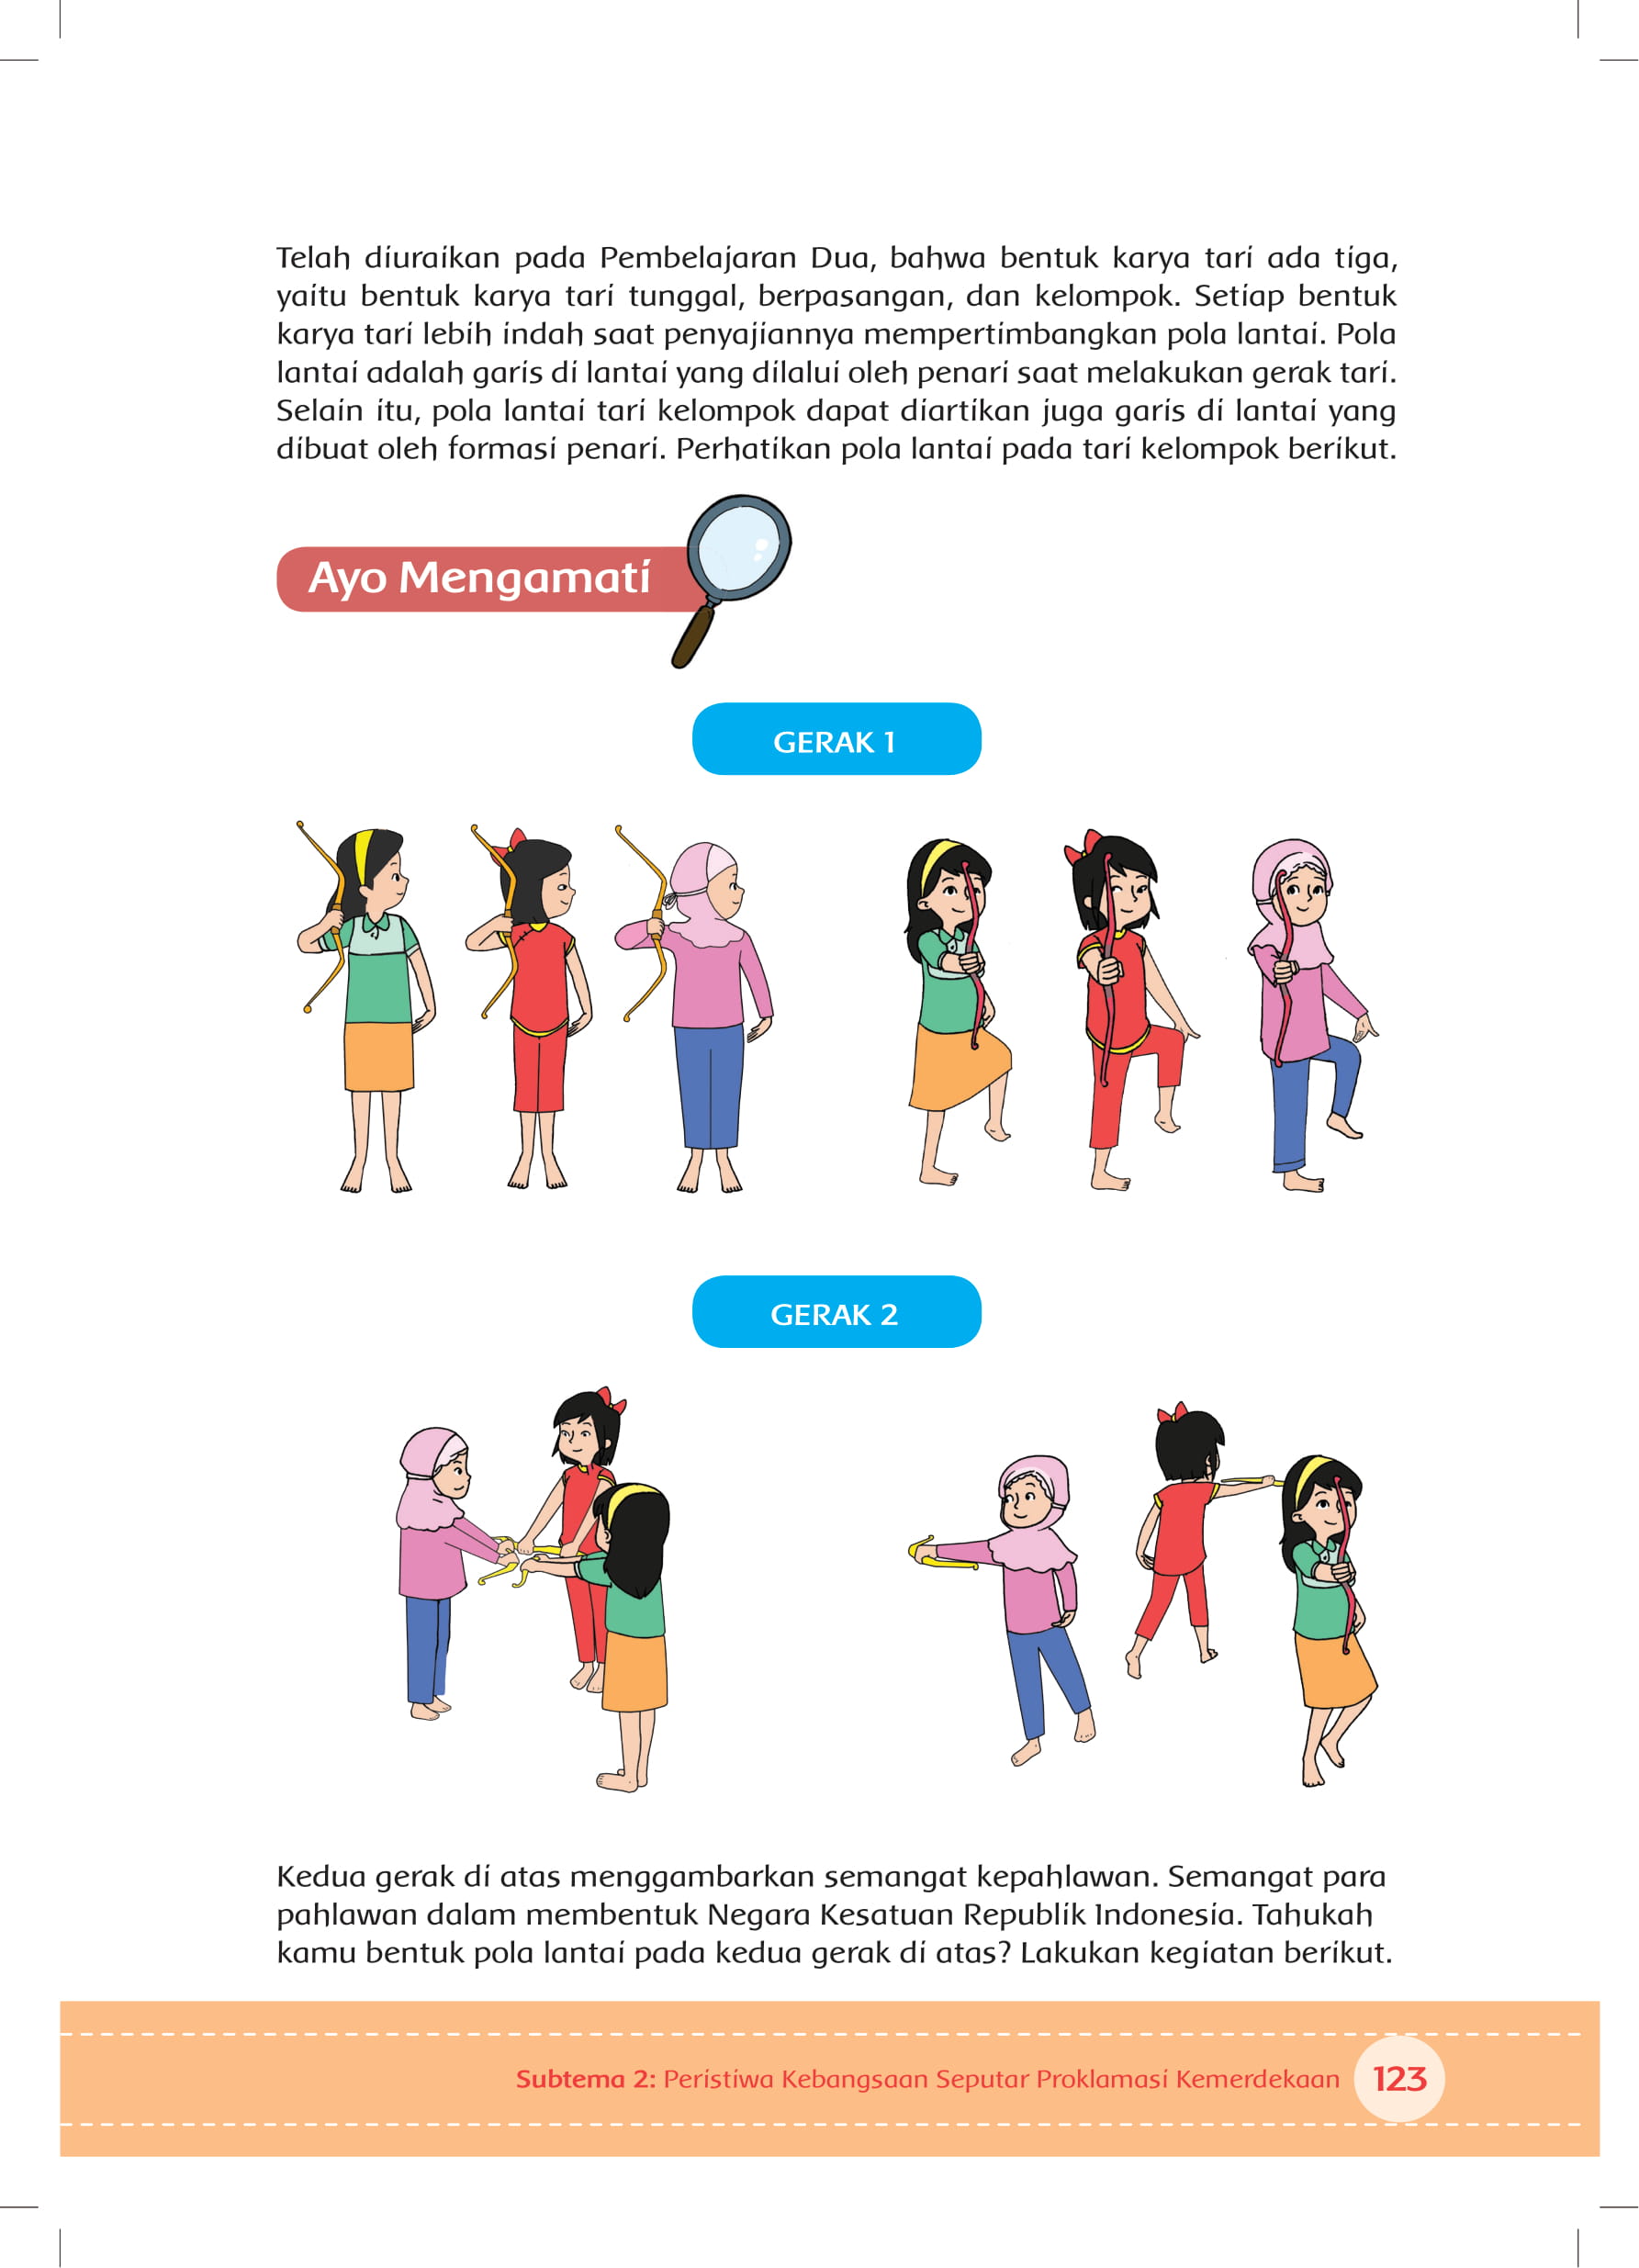 Telah diuraikan pada Pembelajaran Dua, bahwa bentuk karya tari ada tiga,
yaitu bentuk karya tari tunggal, berpasangan, dan kelompok. Setiap bentuk
karya tari lebih indah saat penyajiannya mempertimbangkan pola lantai. Pola
lantai adalah garis di lantai yang dilalui oleh penari saat melakukan gerak tari.
Selain itu, pola lantai tari kelompok dapat diartikan juga garis di lantai yang
dibuat oleh formasi penari. Perhatikan pola lantai pada tari kelompok berikut.
Ayo Mengamati
GERAK 1
GERAK 2
Kedua gerak di atas menggambarkan semangat kepahlawan. Semangat para
pahlawan dalam membentuk Negara Kesatuan Republik Indonesia. Tahukah
kamu bentuk pola lantai pada kedua gerak di atas? Lakukan kegiatan berikut.
Subtema 2: Peristiwa Kebangsaan Seputar Proklamasi Kemerdekaan 123